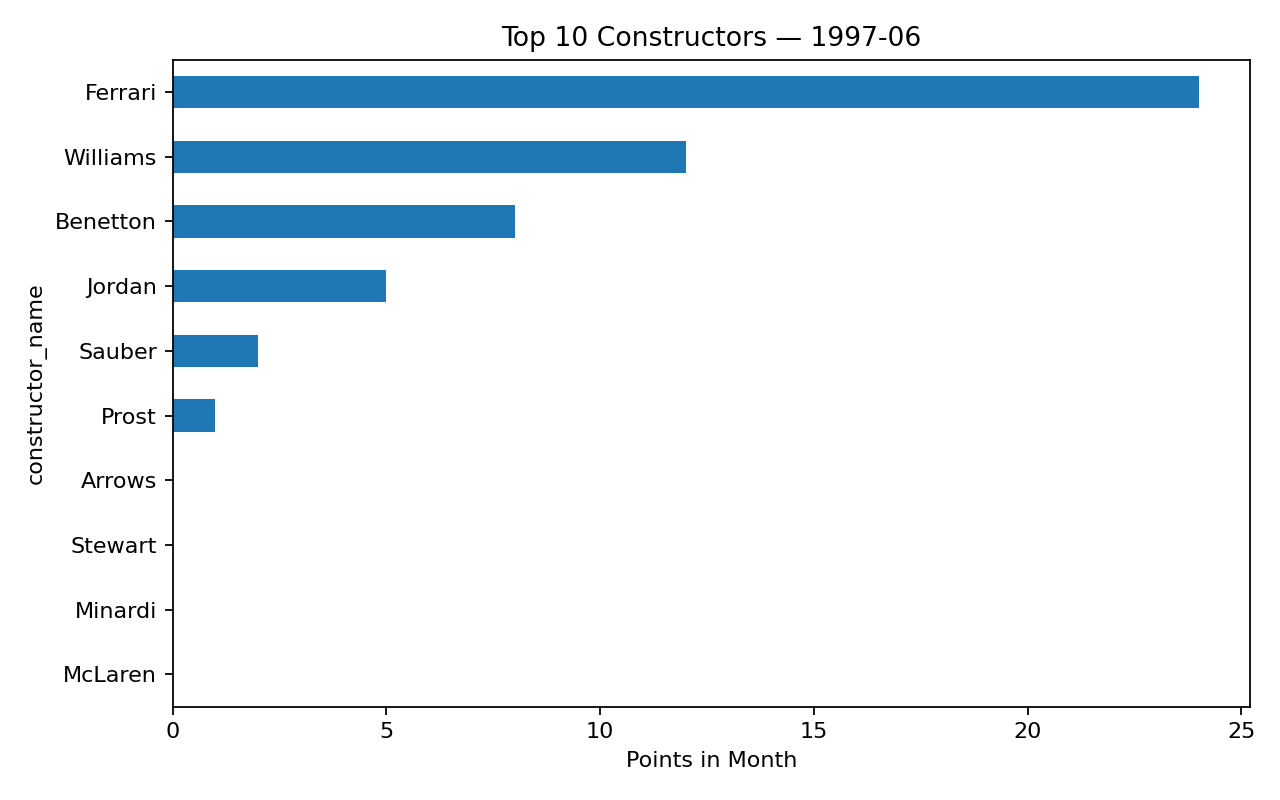 Top 10 Constructors — 1997-06
constructor_name
Ferrari
Williams
Benetton
Jordan
Sauber
Prost
Arrows
Stewart
Minardi
McLaren
0 5 10 15 20 25
Points in Month